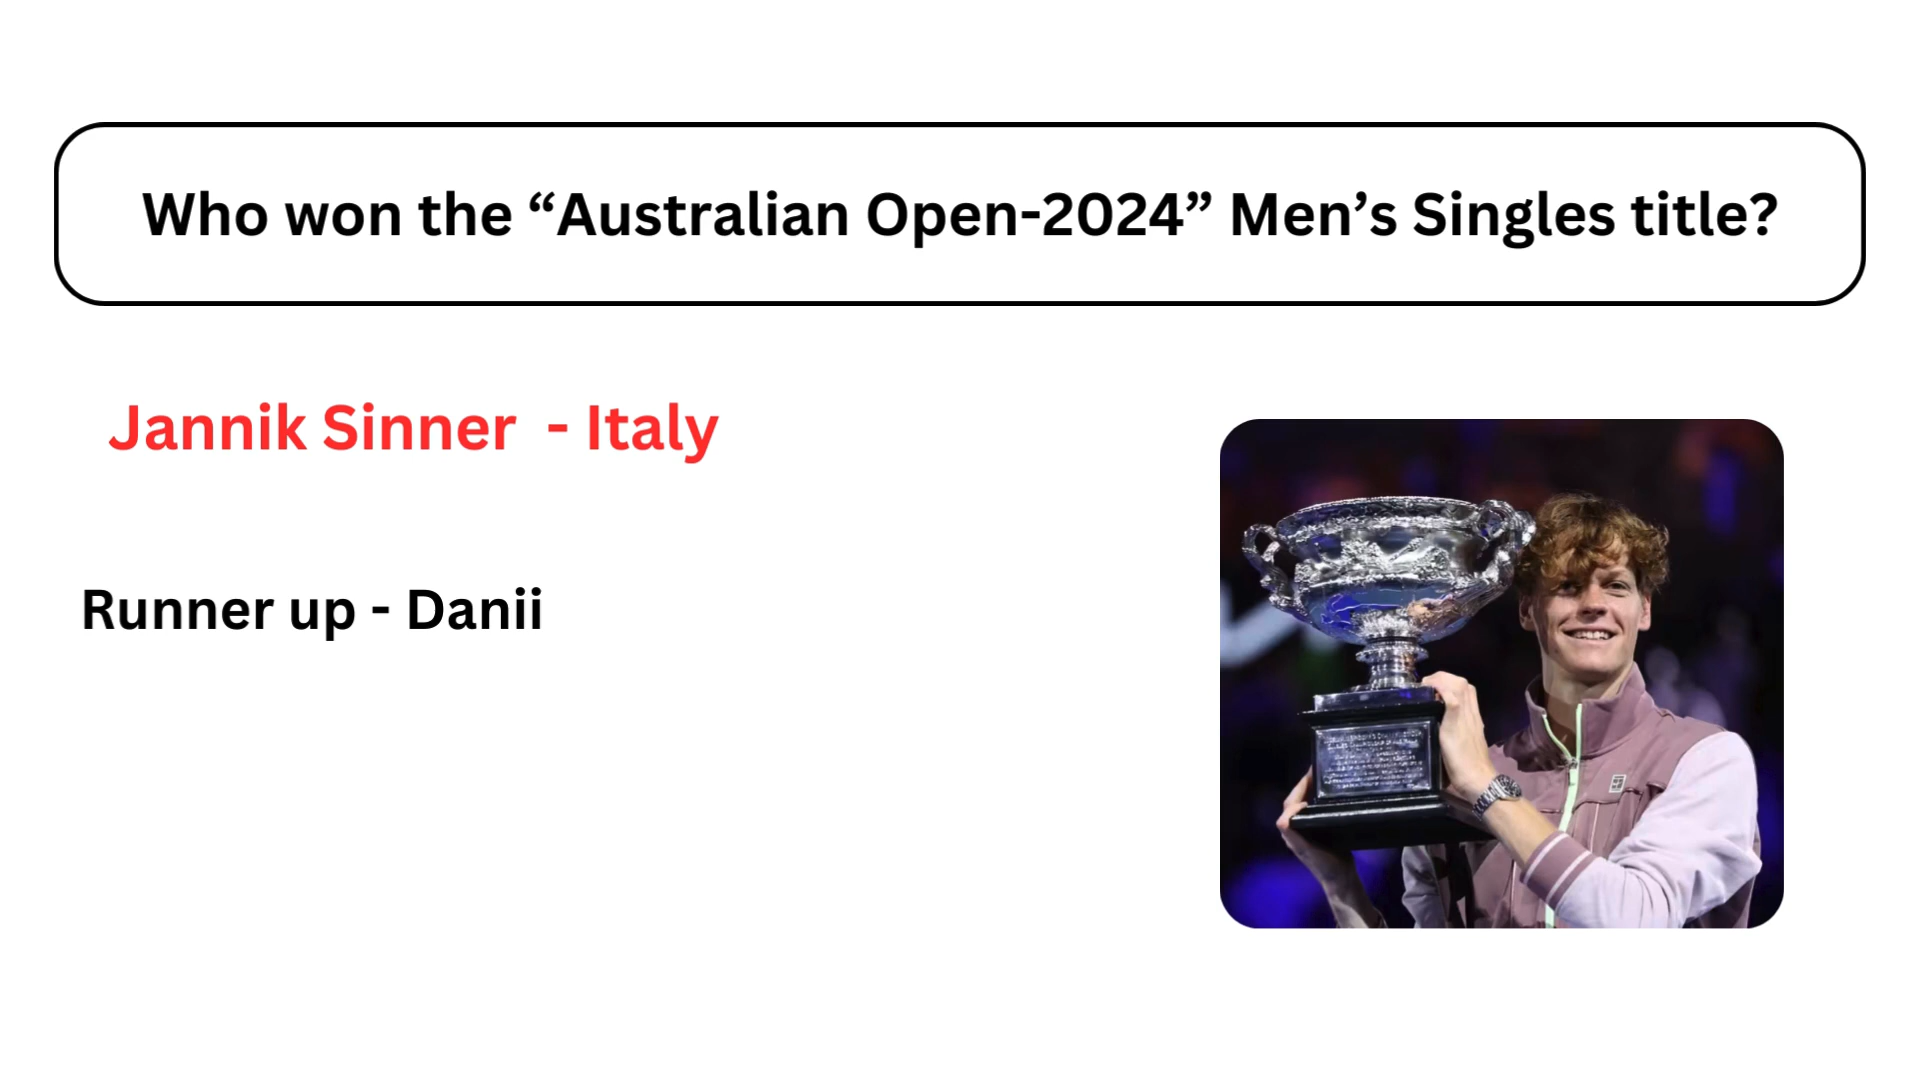 Who won the “Australian Open-2024” Men’s Singles title?
Jannik Sinner - Italy
Runner up - Danii